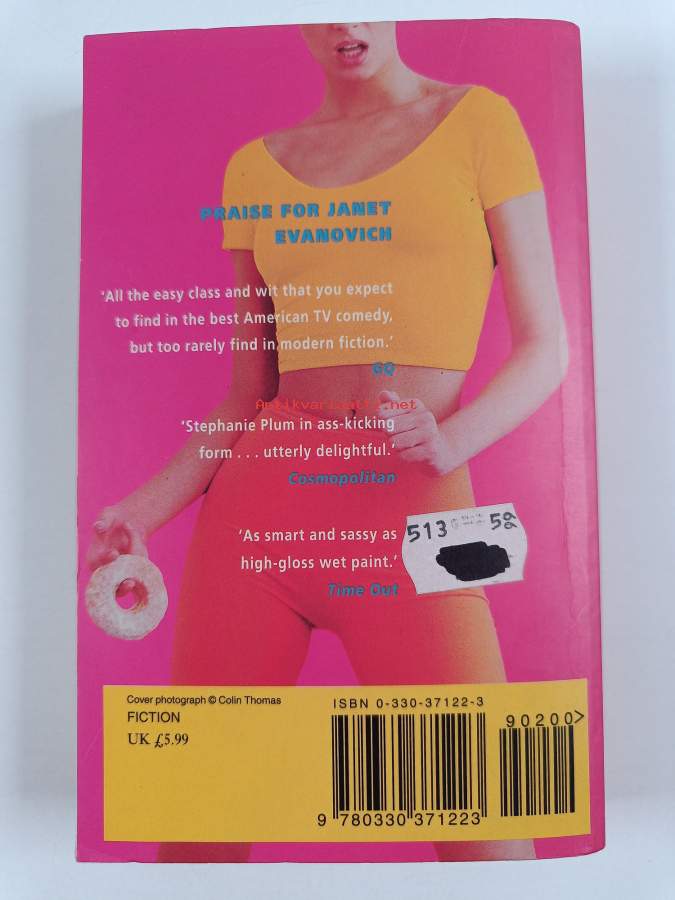 PRAISE FOR JANET
EVANOVICH
'All the easy class and wit that you expect
to find in the best American TV comedy,
but too rarely find in modern fiction.'
GQ
Antikvariaatti.net
'Stephanie Plum in ass-kicking
form . . . utterly delightful.'
Cosmopolitan
'As smart and sassy as
high-gloss wet paint.'
Time Out
513
59
Cover photograph © Colin Thomas
FICTION
UK £5.99
ISBN 0-330-37122-3
90200>
9 780330 371223